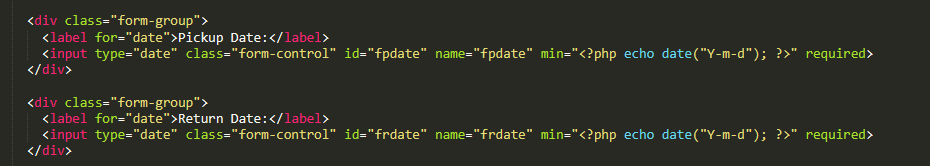 <div class="form-group">
<label for="date">Pickup Date:</label>
<input type="date" class="form-control" id="fpdate" name="fpdate" min="<?php echo date("Y-m-d"); ?>" required>
</div>
<div class="form-group">
<label for="date">Return Date:</label>
<input type="date" class="form-control" id="frdate" name="frdate" min="<?php echo date("Y-m-d"); ?>" required>
</div>